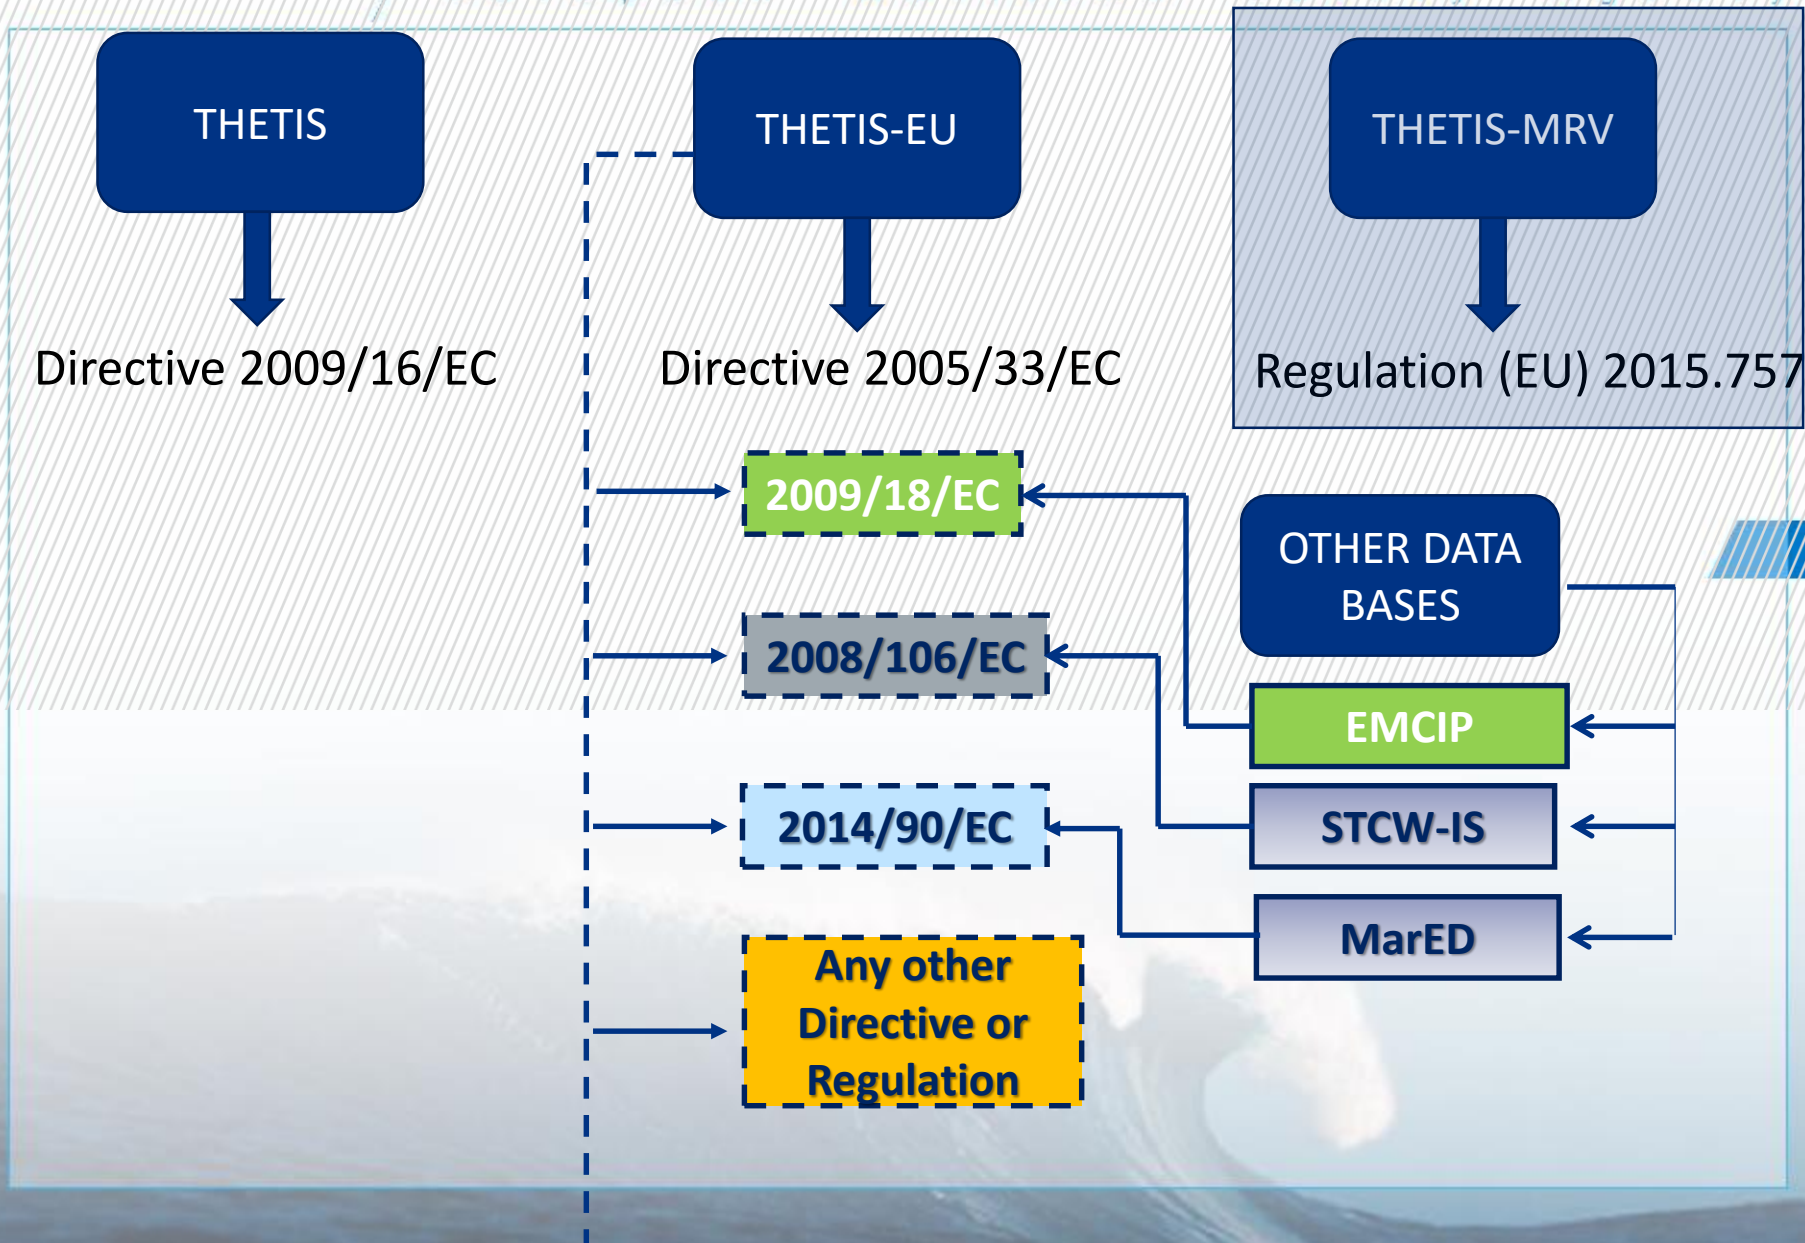 THETIS
THETIS-EU
THETIS-MRV
Directive 2009/16/EC
Directive 2005/33/EC
Regulation (EU) 2015.757
2009/18/EC
2008/106/EC
2014/90/EC
Any other
Directive or
Regulation
OTHER DATA
BASES
EMCIP
STCW-IS
MarED